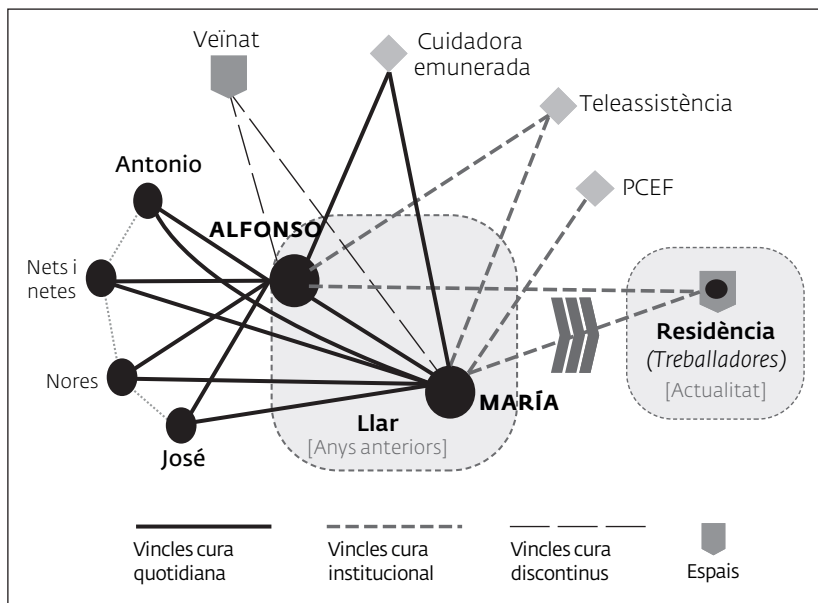 Veïnat
Cuidadora
emunerada
Teleassistència
Antonio
PCEF
ALFONSO
Nets i
netes
Residència
(Treballadores)
[Actualitat]
Nores
MARÍA
Llar
[Anys anteriors]
José
Vincles cura
quotidiana
Vincles cura
institucional
Vincles cura
discontinus
Espais